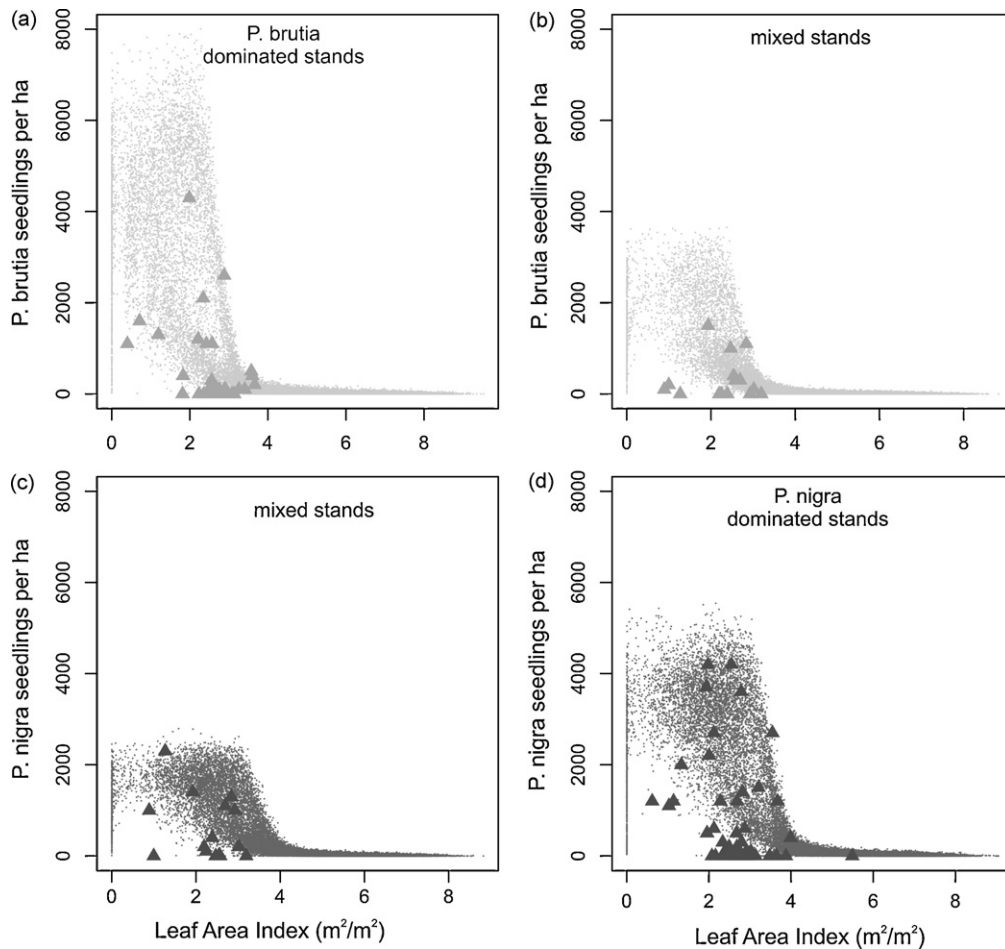 (a)
P. brutia
dominated stands
P. brutia seedlings per ha
8000
6000
4000
2000
0
0 2 4 6 8
(b)
mixed stands
P. brutia seedlings per ha
8000
6000
4000
2000
0
0 2 4 6 8
(c)
mixed stands
P. nigra seedlings per ha
8000
6000
4000
2000
0
0 2 4 6 8
Leaf Area Index (m²/m²)
(d)
P. nigra
dominated stands
P. nigra seedlings per ha
8000
6000
4000
2000
0
0 2 4 6 8
Leaf Area Index (m²/m²)